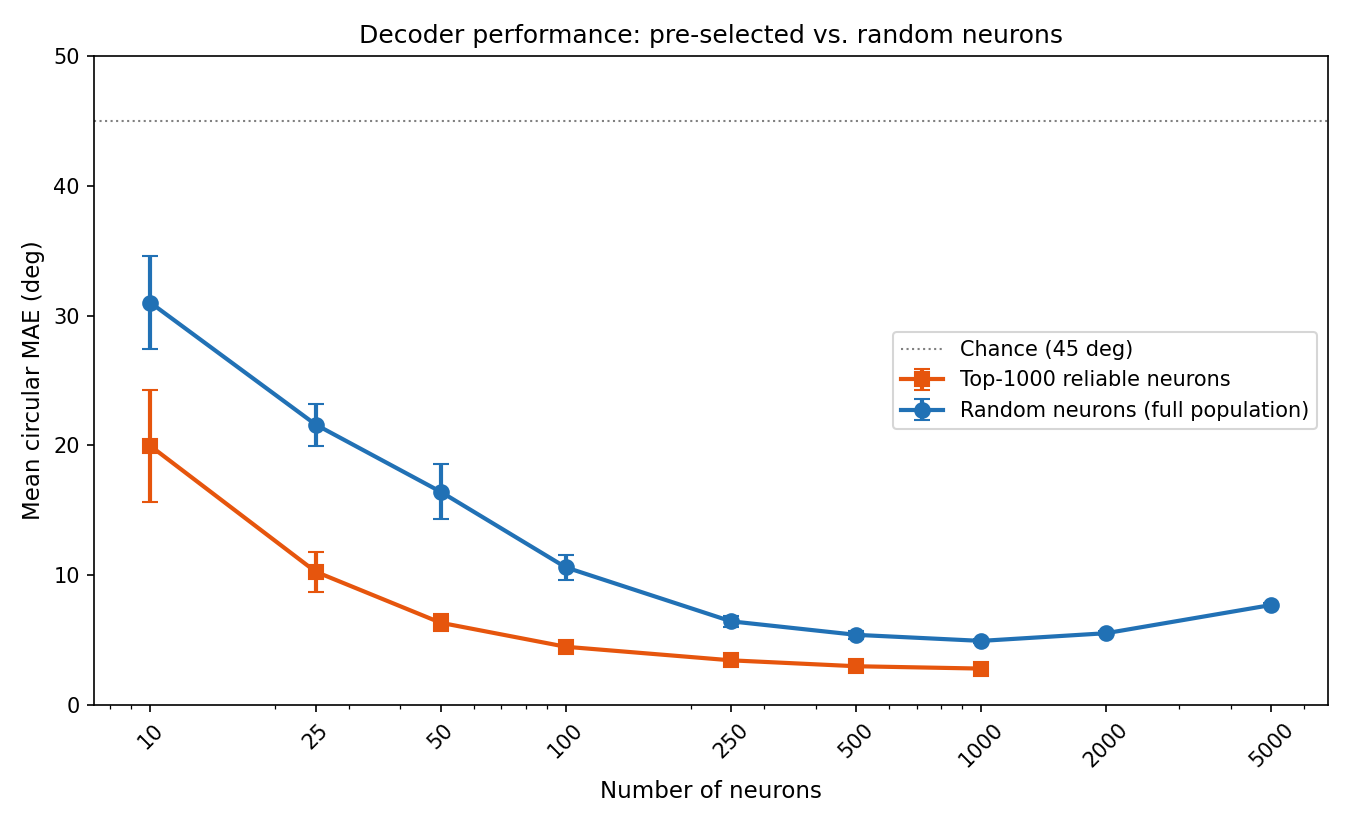 Decoder performance: pre-selected vs. random neurons
50
40
30
20
10
0
Mean circular MAE (deg)
Chance (45 deg)
Top-1000 reliable neurons
Random neurons (full population)
10
25
50
100
250
500
1000
2000
5000
Number of neurons